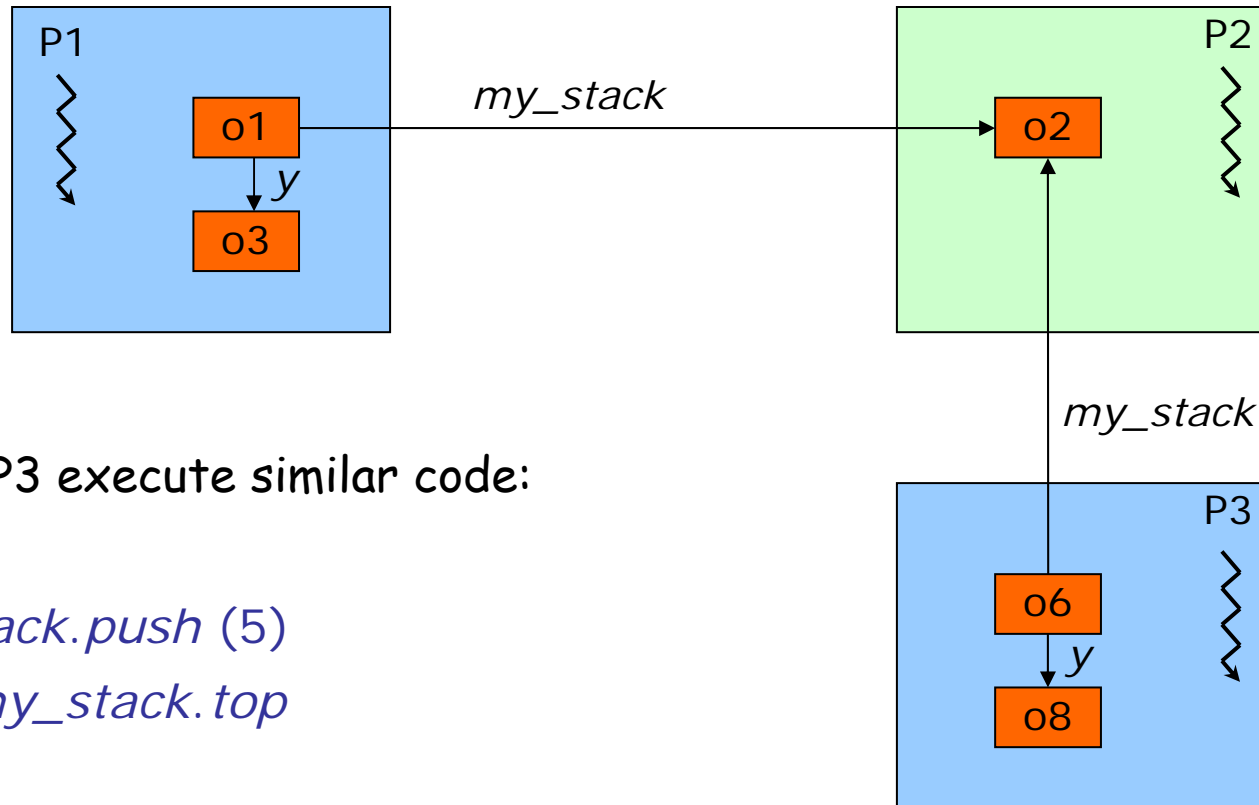 P1
P2
my_stack
o1
o2
y
o3
my_stack
P3 execute similar code:
P3
ack.push (5)
o6
y
ny_stack.top
o8